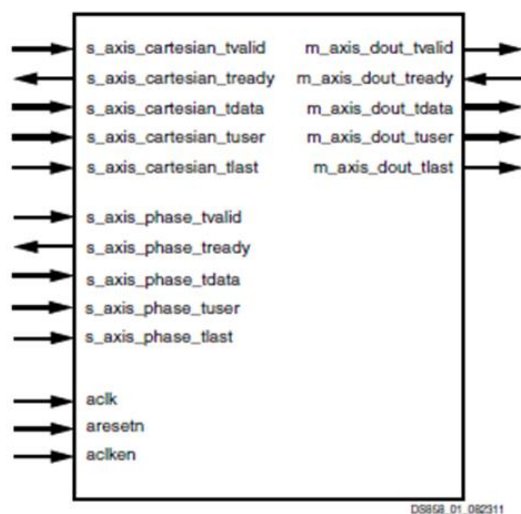 s_axis_cartesian_tvalid m_axis_dout_tvalid
s_axis_cartesian_tready m_axis_dout_tready
s_axis_cartesian_tdata m_axis_dout_tdata
s_axis_cartesian_tuser m_axis_dout_tuser
s_axis_cartesian_tlast m_axis_dout_tlast
s_axis_phase_tvalid
s_axis_phase_tready
s_axis_phase_tdata
s_axis_phase_tuser
s_axis_phase_tlast
aclk
aresetn
aclken
DS858_01_082311